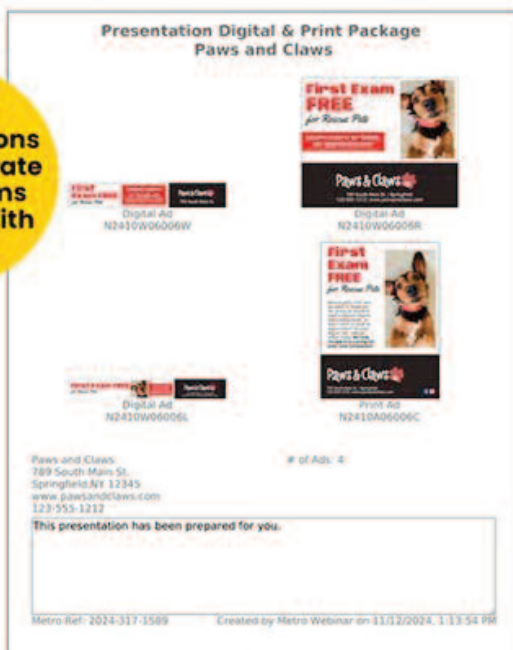 Presentation Digital & Print Package
Paws and Claws
ons
ate
ns
ith
First Exam
FREE
for Rescue Pets
Paws & Claws
Digital Ad
N2410W06006W
Digital Ad
N2410W06006R
First
Exam
FREE
for Rescue Pets
Paws & Claws
Digital Ad
N2410W06006L
Print Ad
N2410A06006C
Paws and Claws
# of Ads: 4
789 South Main St.
Springfield,NY 12345
www.pawsandclaws.com
123-555-1212
This presentation has been prepared for you.
Metro Ref: 2024-317-1589
Created by Metro Webinar on 11/12/2024, 1:13:54 PM